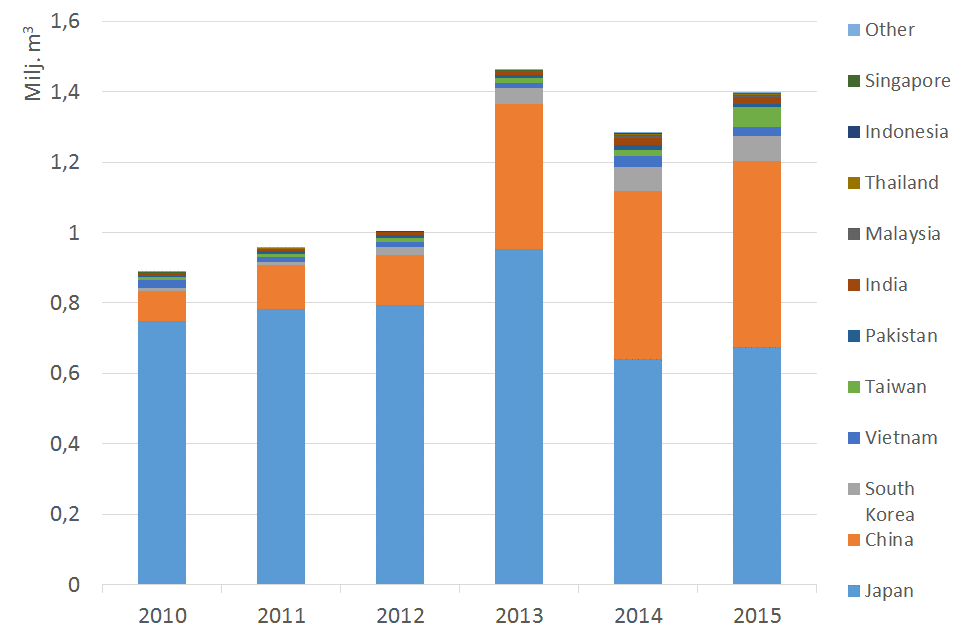 Milj. m³
1,6
1,4
1,2
1
0,8
0,6
0,4
0,2
0
2010 2011 2012 2013 2014 2015
Other
Singapore
Indonesia
Thailand
Malaysia
India
Pakistan
Taiwan
Vietnam
South
Korea
China
Japan